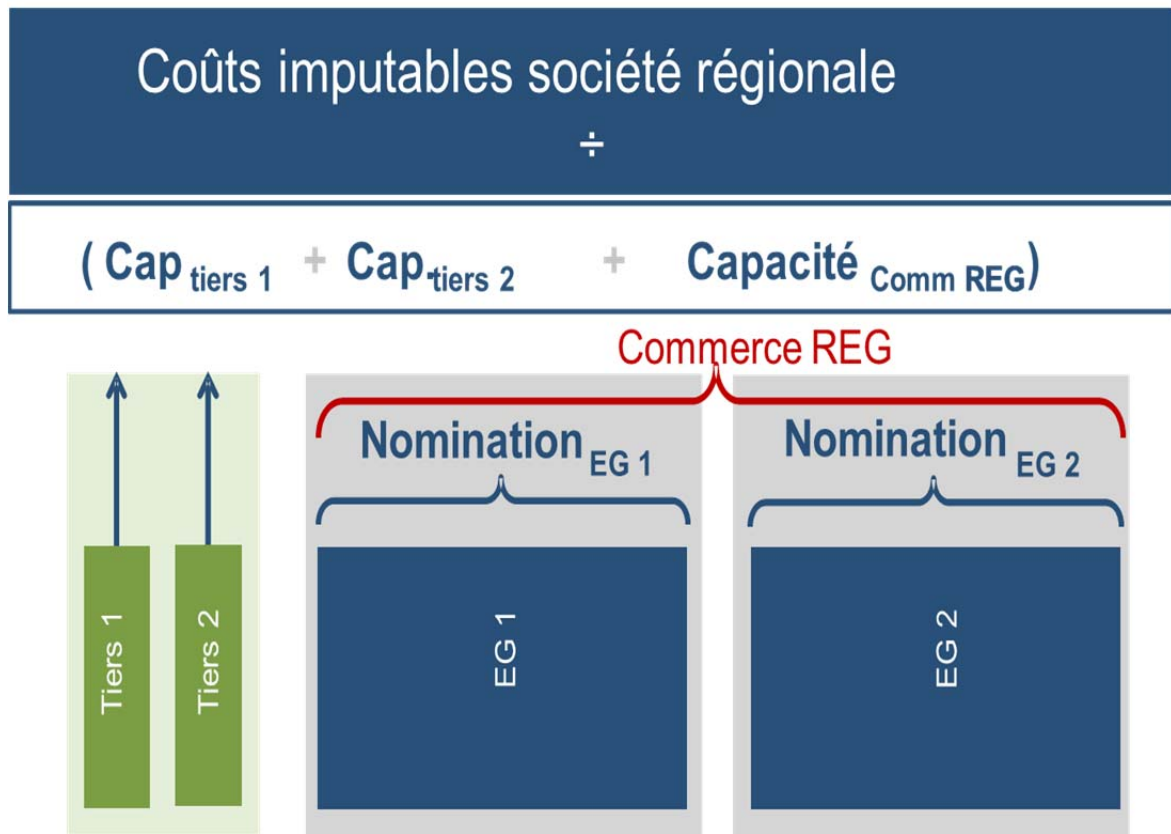 Coûts imputables société régionale
÷
( Cap tiers 1 + Cap.tiers 2 + Capacité Comm REG)
Commerce REG
Nomination EG 1 Nomination EG 2
Tiers 1
Tiers 2
EG 1
EG 2